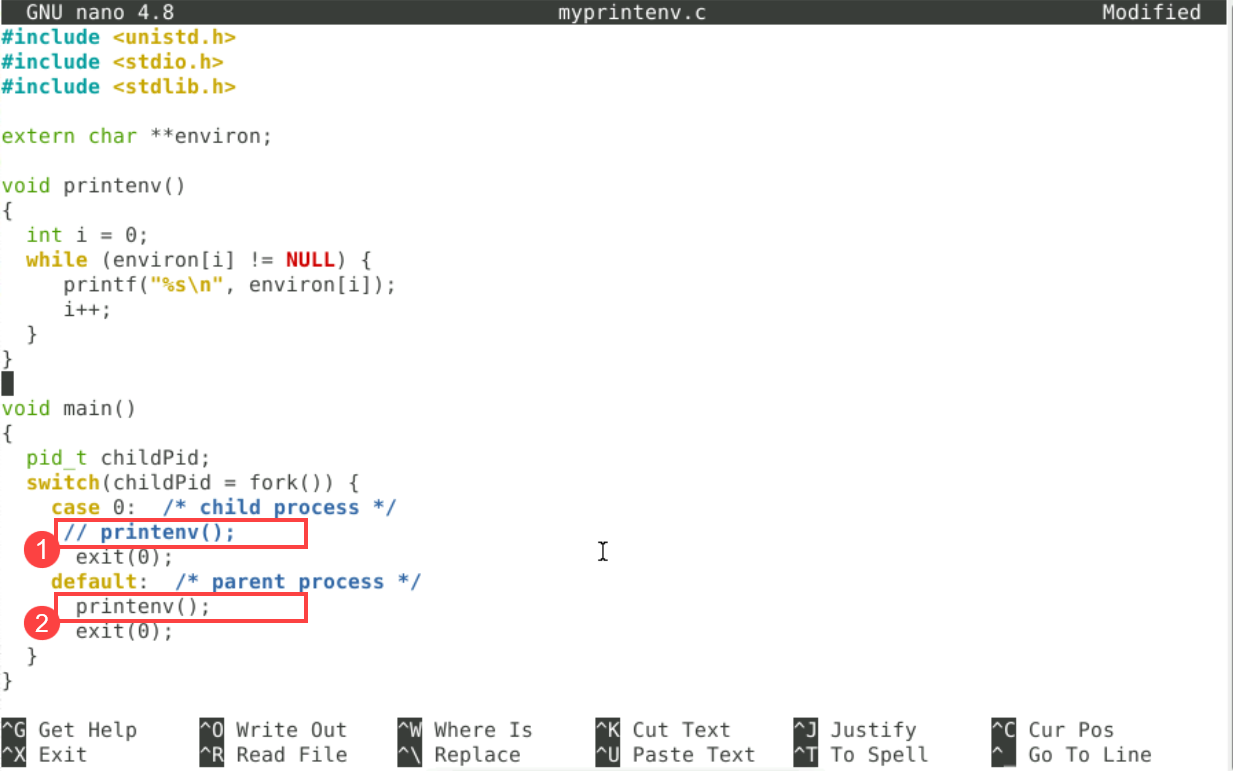 GNU nano 4.8 myprintenv.c Modified
#include <unistd.h>
#include <stdio.h>
#include <stdlib.h>

extern char **environ;

void printenv()
{
  int i = 0;
  while (environ[i] != NULL) {
     printf("%s\n", environ[i]);
     i++;
  }
}

void main()
{
  pid_t childPid;
  switch(childPid = fork()) {
    case 0:  /* child process */
1    // printenv();
      exit(0);
    default:  /* parent process */
2     printenv();
      exit(0);
  }
}
^G Get Help ^O Write Out ^W Where Is ^K Cut Text ^J Justify ^C Cur Pos
^X Exit ^R Read File ^\ Replace ^U Paste Text ^T To Spell ^_ Go To Line